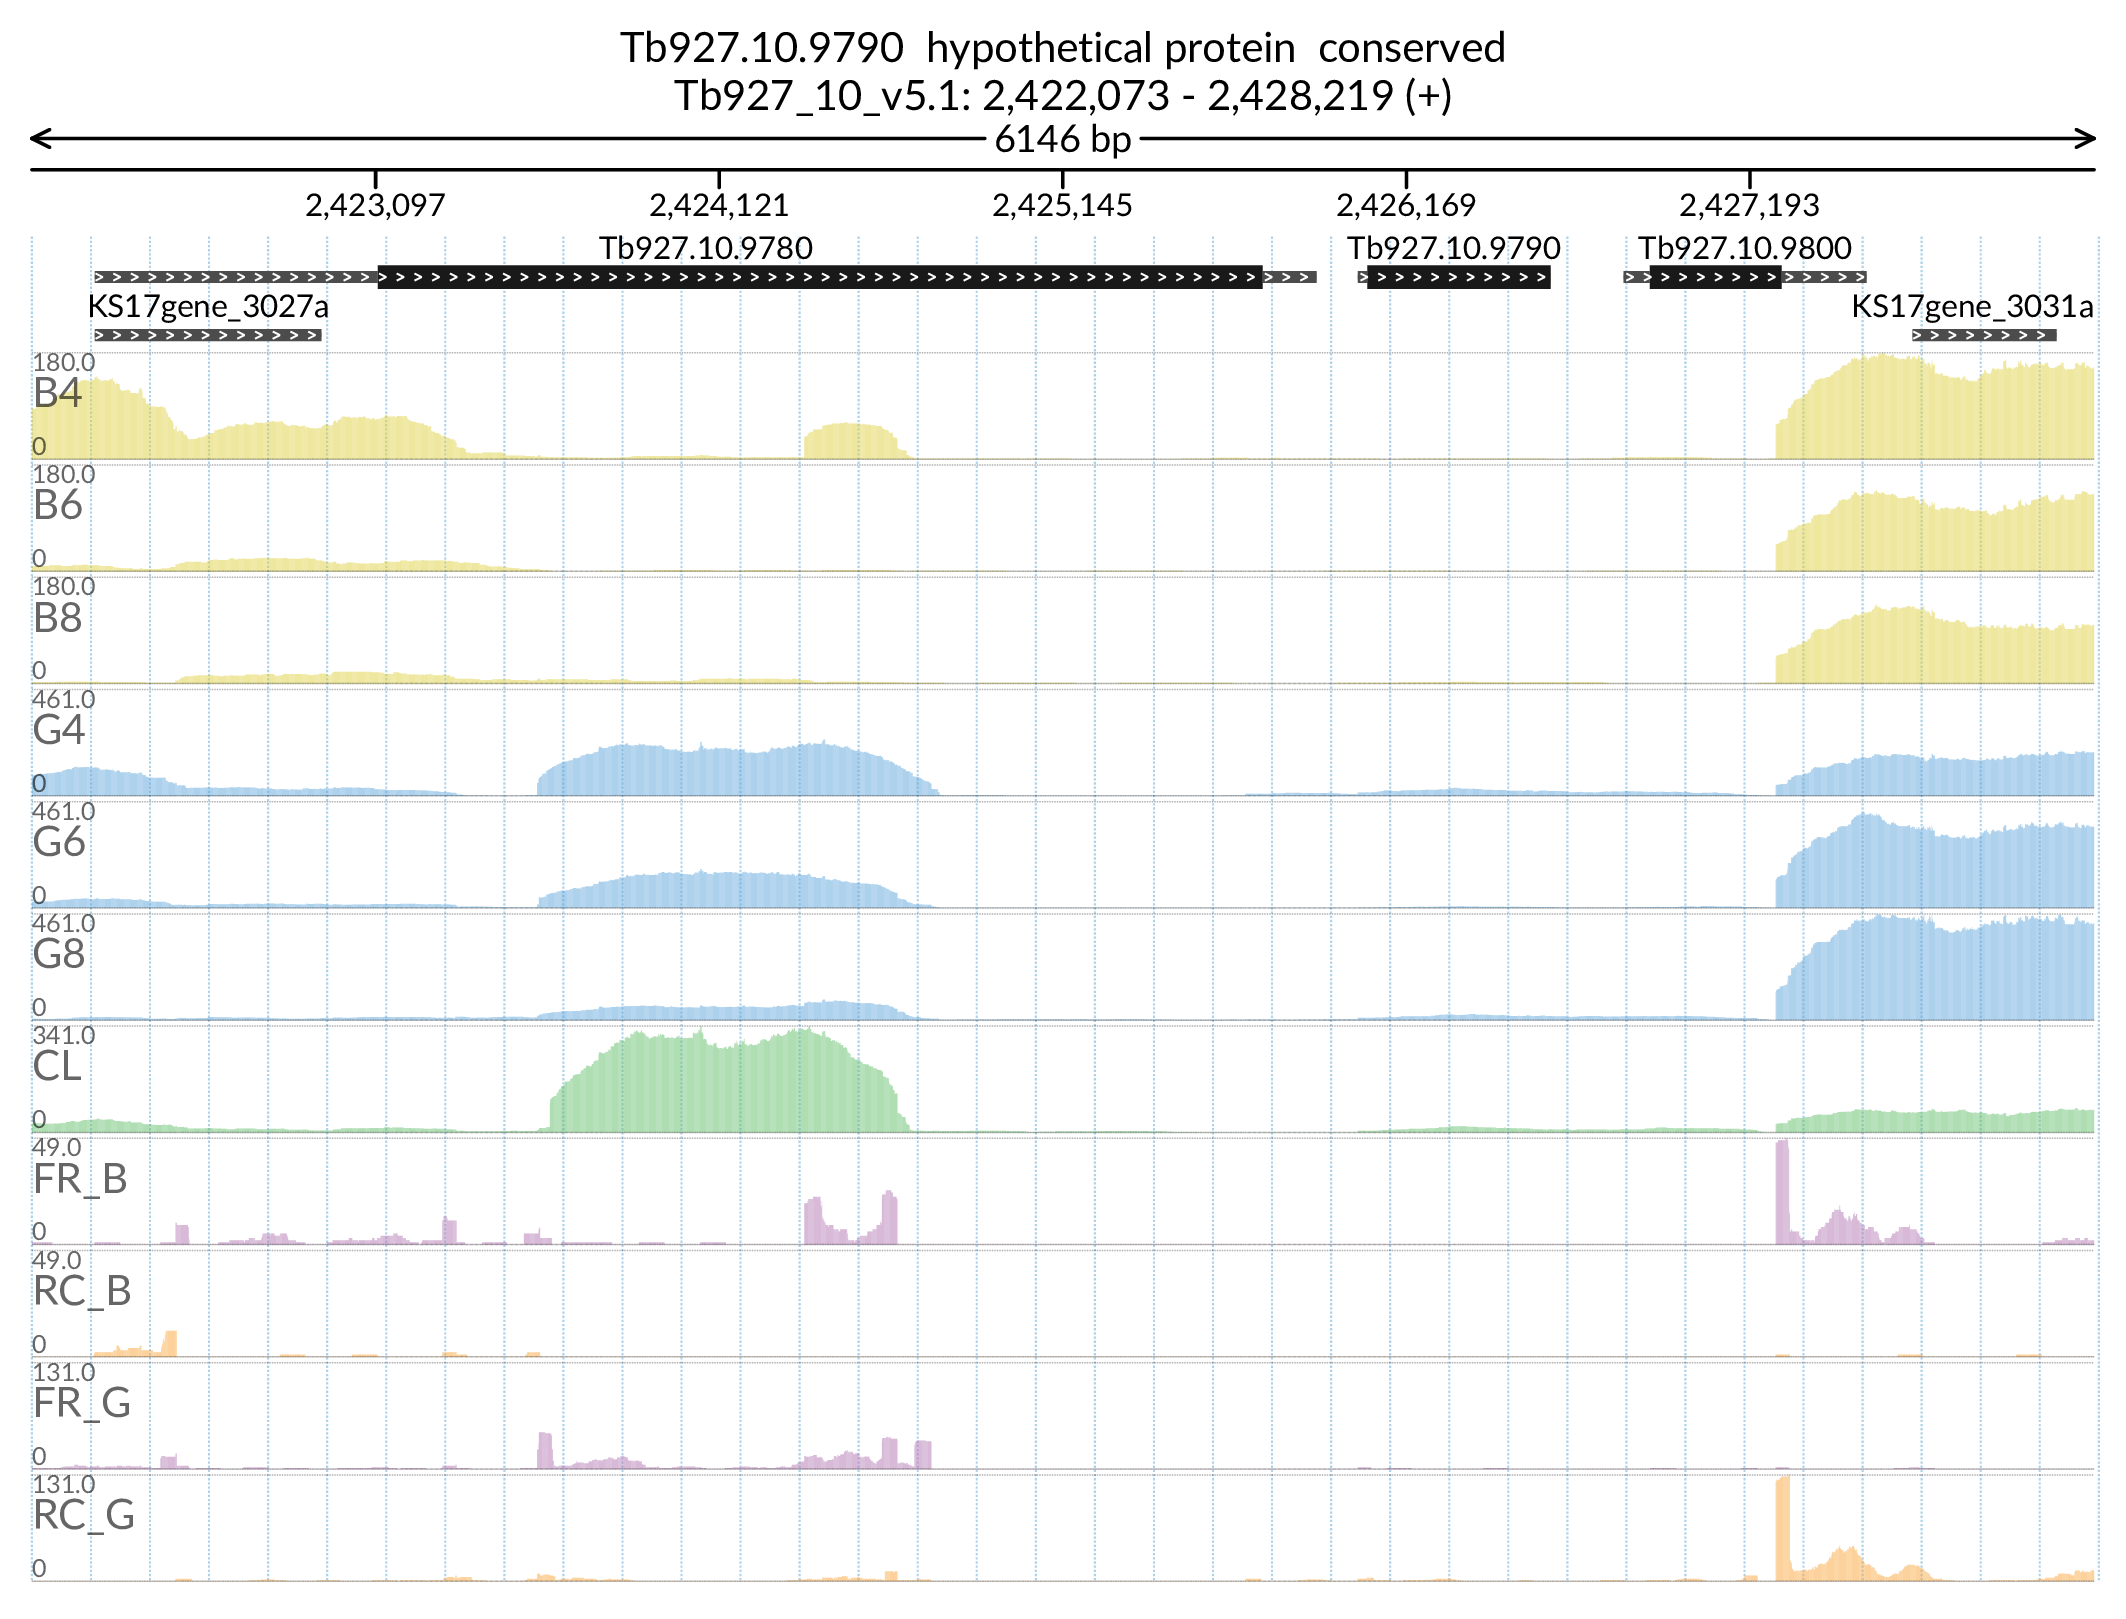 Tb927.10.9790  hypothetical protein  conserved
Tb927_10_v5.1: 2,422,073 - 2,428,219 (+)
6146 bp
2,423,097 2,424,121 2,425,145 2,426,169 2,427,193
Tb927.10.9780 Tb927.10.9790 Tb927.10.9800
KS17gene_3027a KS17gene_3031a
180.0
B4
0
180.0
B6
0
180.0
B8
0
461.0
G4
0
461.0
G6
0
461.0
G8
0
341.0
CL
0
49.0
FR_B
0
49.0
RC_B
0
131.0
FR_G
0
131.0
RC_G
0